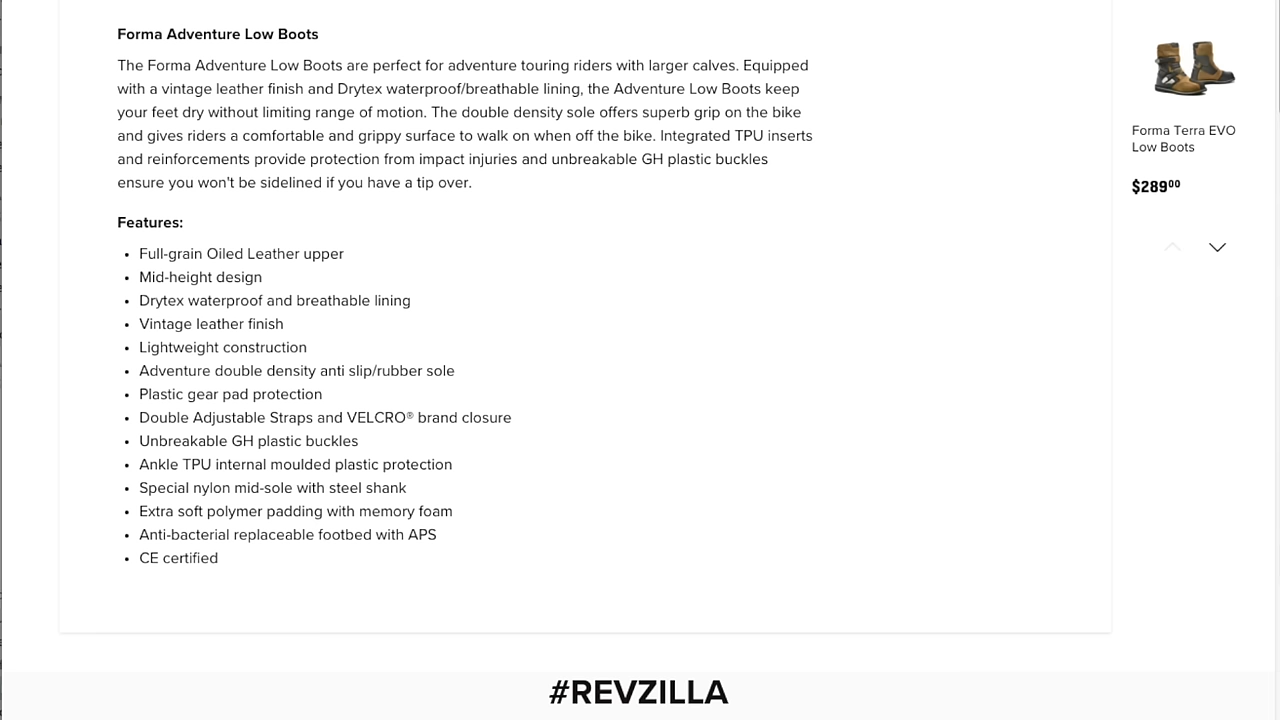 Forma Adventure Low Boots
The Forma Adventure Low Boots are perfect for adventure touring riders with larger calves. Equipped
with a vintage leather finish and Drytex waterproof/breathable lining, the Adventure Low Boots keep
your feet dry without limiting range of motion. The double density sole offers superb grip on the bike
and gives riders a comfortable and grippy surface to walk on when off the bike. Integrated TPU inserts
and reinforcements provide protection from impact injuries and unbreakable GH plastic buckles
ensure you won't be sidelined if you have a tip over.
Features:
• Full-grain Oiled Leather upper
• Mid-height design
• Drytex waterproof and breathable lining
• Vintage leather finish
• Lightweight construction
• Adventure double density anti slip/rubber sole
• Plastic gear pad protection
• Double Adjustable Straps and VELCRO® brand closure
• Unbreakable GH plastic buckles
• Ankle TPU internal moulded plastic protection
• Special nylon mid-sole with steel shank
• Extra soft polymer padding with memory foam
• Anti-bacterial replaceable footbed with APS
• CE certified
Forma Terra EVO
Low Boots
$289⁰⁰
#REVZILLA